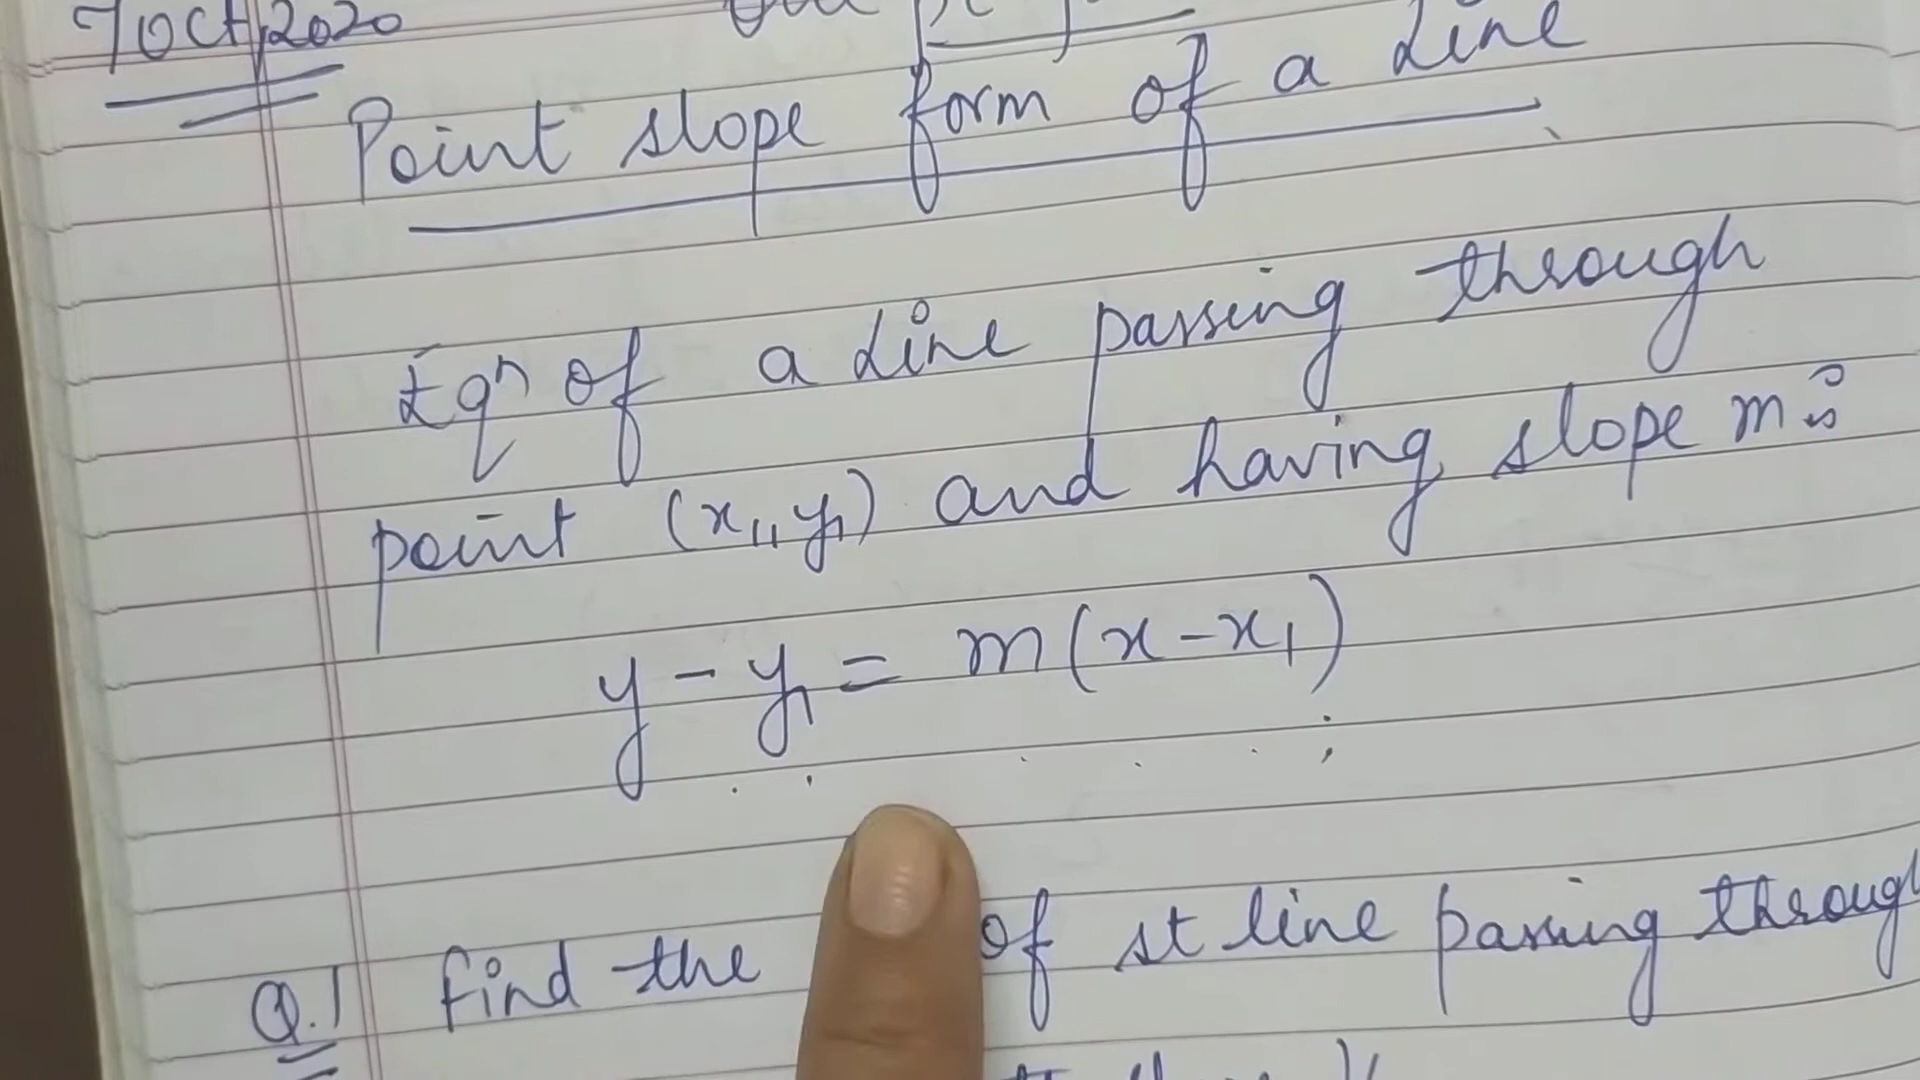 7 Oct, 2020
Point slope form of a Line
Eqn of a Line passing through
point (x₁, y₁) and having slope m is
y - y₁ = m(x - x₁)
Q.1 find the of st line passing through